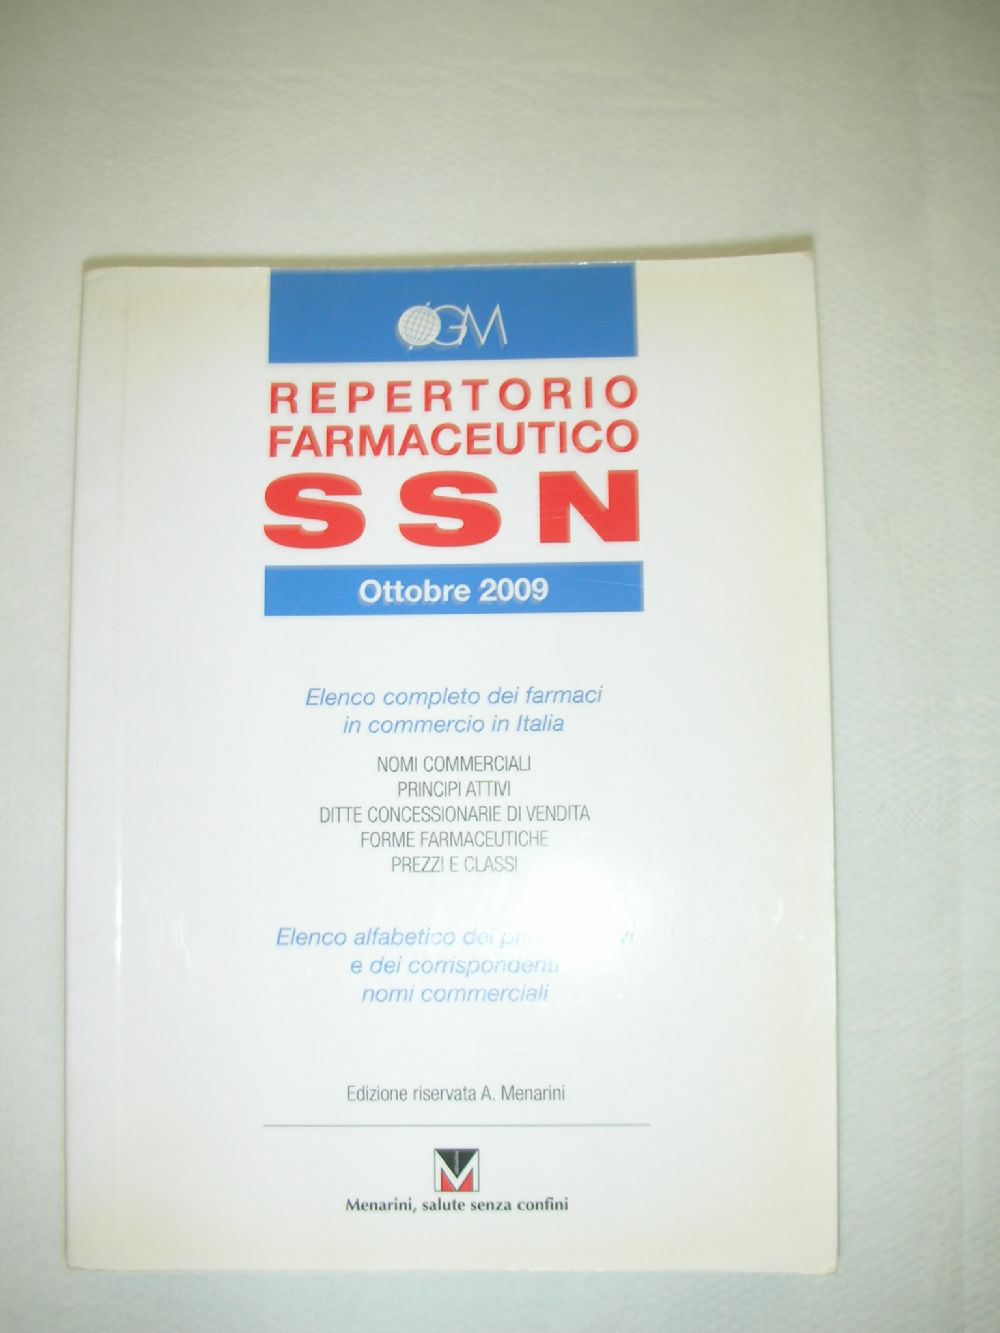 GM
REPERTORIO
FARMACEUTICO
SSN
Ottobre 2009
Elenco completo dei farmaci
in commercio in Italia
NOMI COMMERCIALI
PRINCIPI ATTIVI
DITTE CONCESSIONARIE DI VENDITA
FORME FARMACEUTICHE
PREZZI E CLASSI
Elenco alfabetico dei
e dei corrispondenti
nomi commerciali
Edizione riservata A. Menarini
M
Menarini, salute senza confini